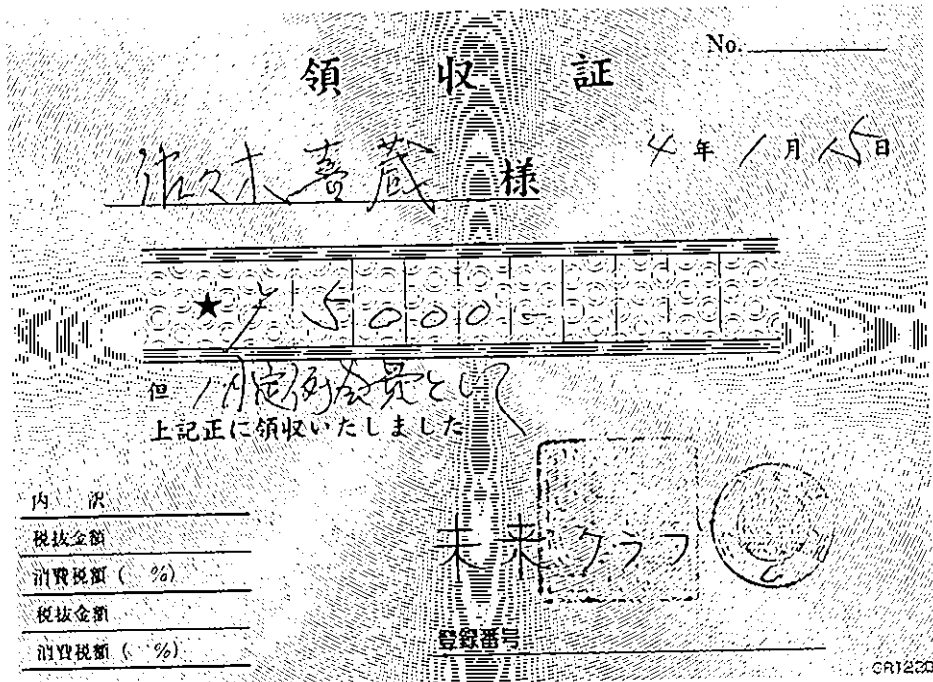 No.
領収証
佐々木喜蔵 様
4年1月15日
★ ¥15000-
但 1月定例会費として
上記正に領収いたしました
内訳
税抜金額
消費税額( %)
税抜金額
消費税額( %)
未来クラブ
登録番号